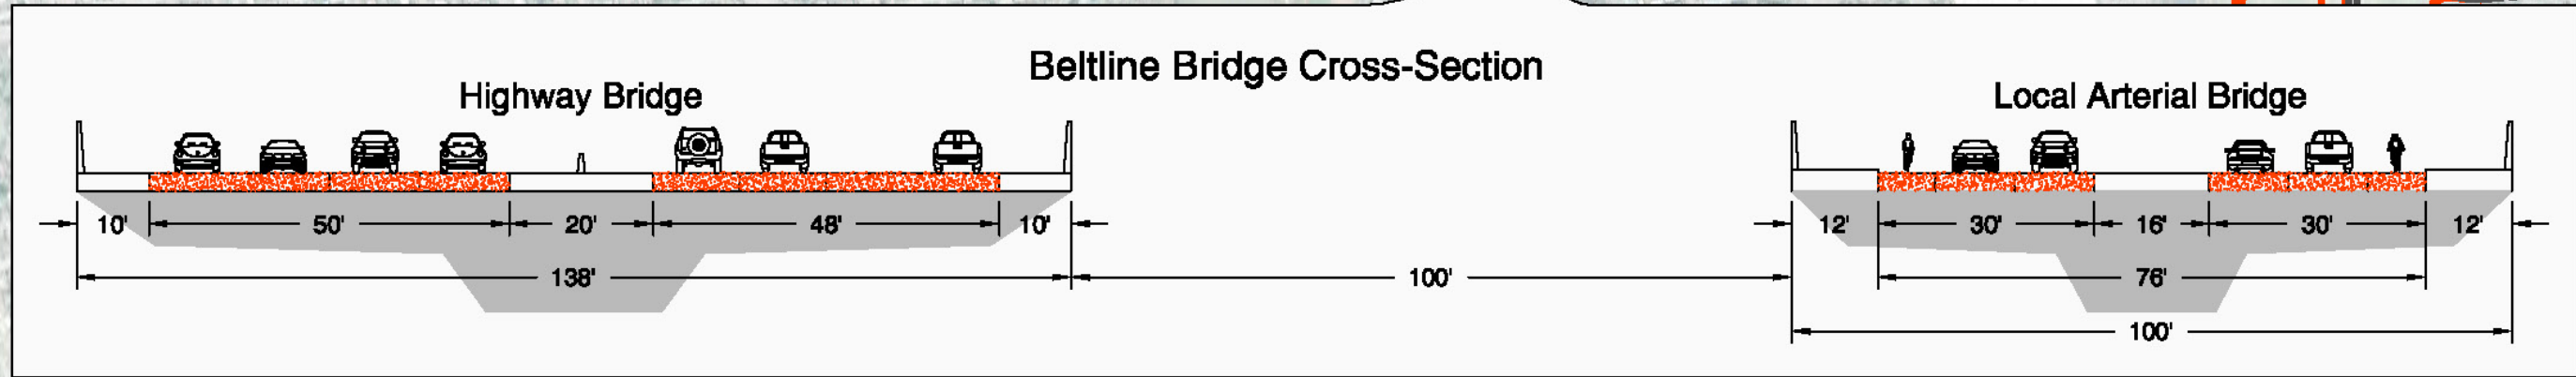 Beltline Bridge Cross-Section
Highway Bridge
Local Arterial Bridge
10' 50' 20' 48' 10'
12' 30' 16' 30' 12'
138' 100' 76'
100'